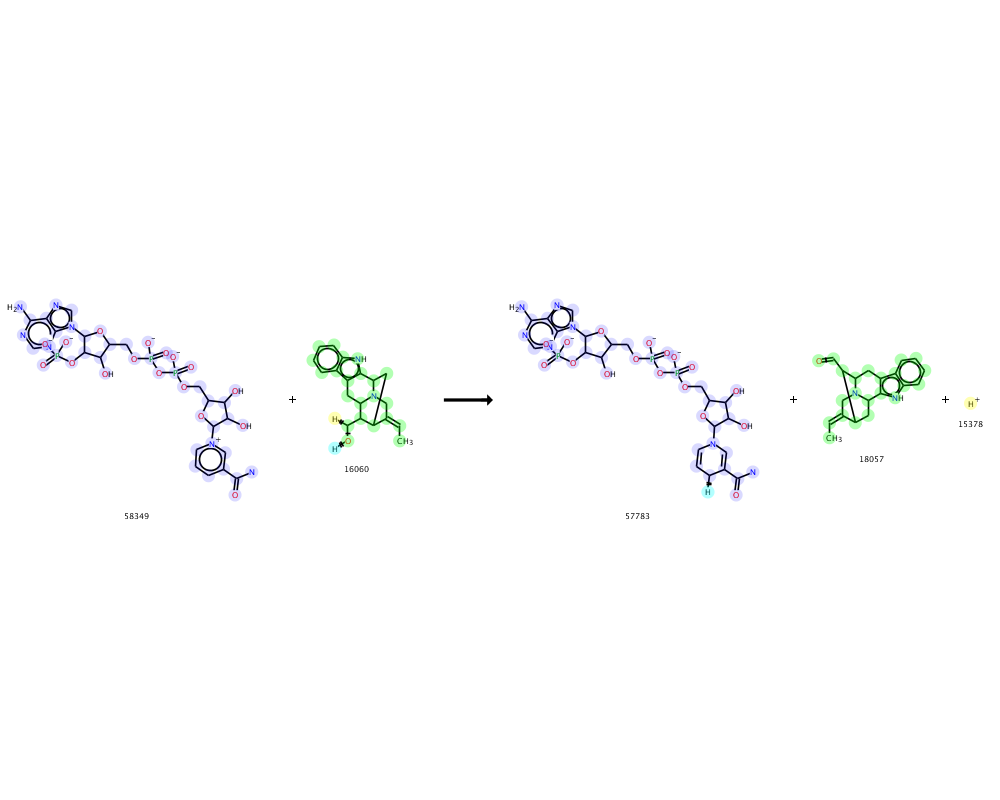 H2N N N N N O O- O- P O O OH O- O O- P O O P O O OH O OH N+ N O
58349
+
NH N H O H CH3
16060
H2N N N N N O O- O- P O O OH O- O O- P O O P O O OH O OH N N O H
57783
+
O N NH CH3
18057
+
H+
15378